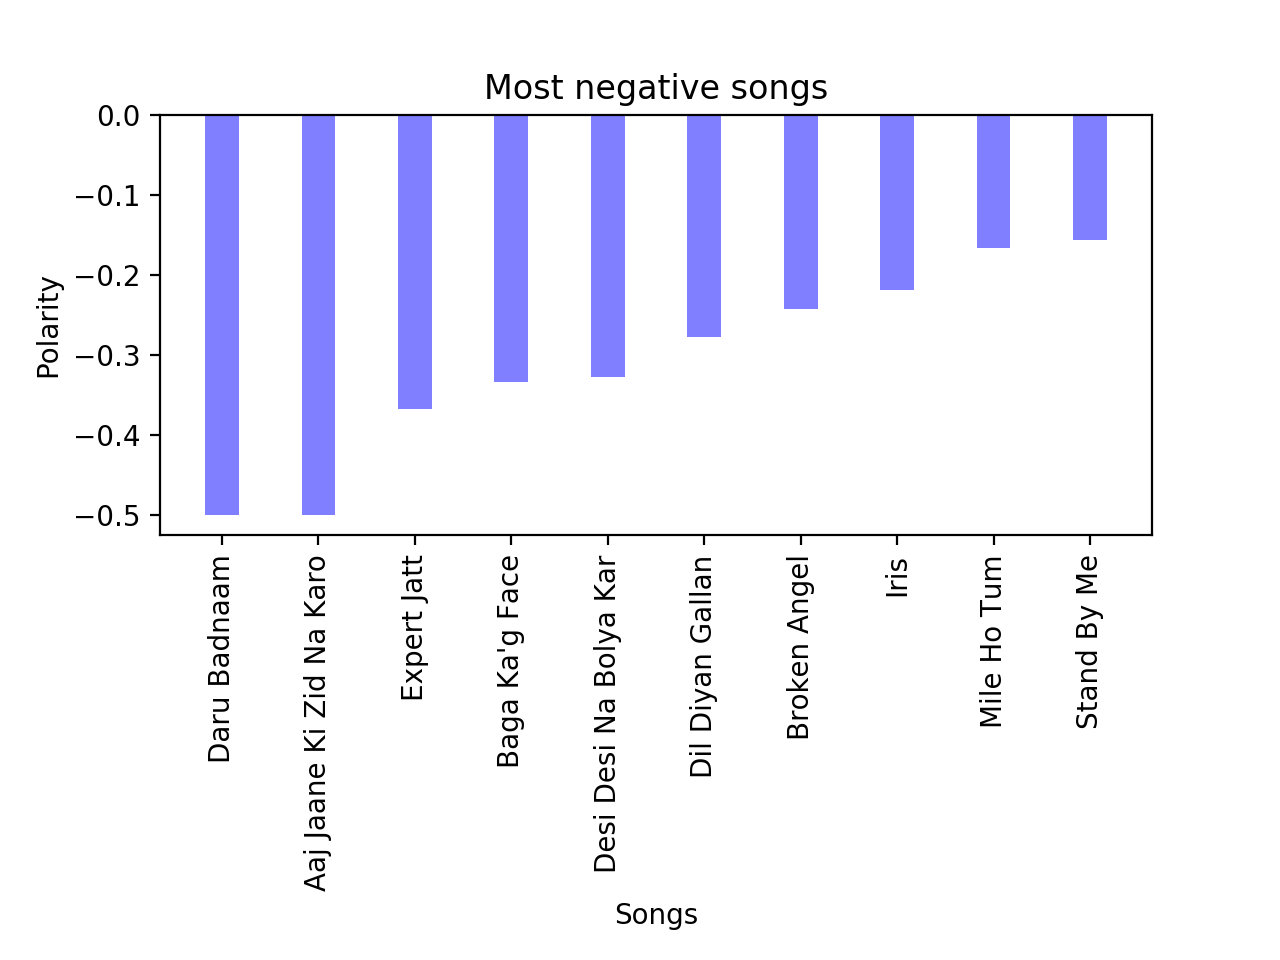 Most negative songs
Polarity
0.0
−0.1
−0.2
−0.3
−0.4
−0.5
Daru Badnaam
Aaj Jaane Ki Zid Na Karo
Expert Jatt
Baga Ka'g Face
Desi Desi Na Bolya Kar
Dil Diyan Gallan
Broken Angel
Iris
Mile Ho Tum
Stand By Me
Songs